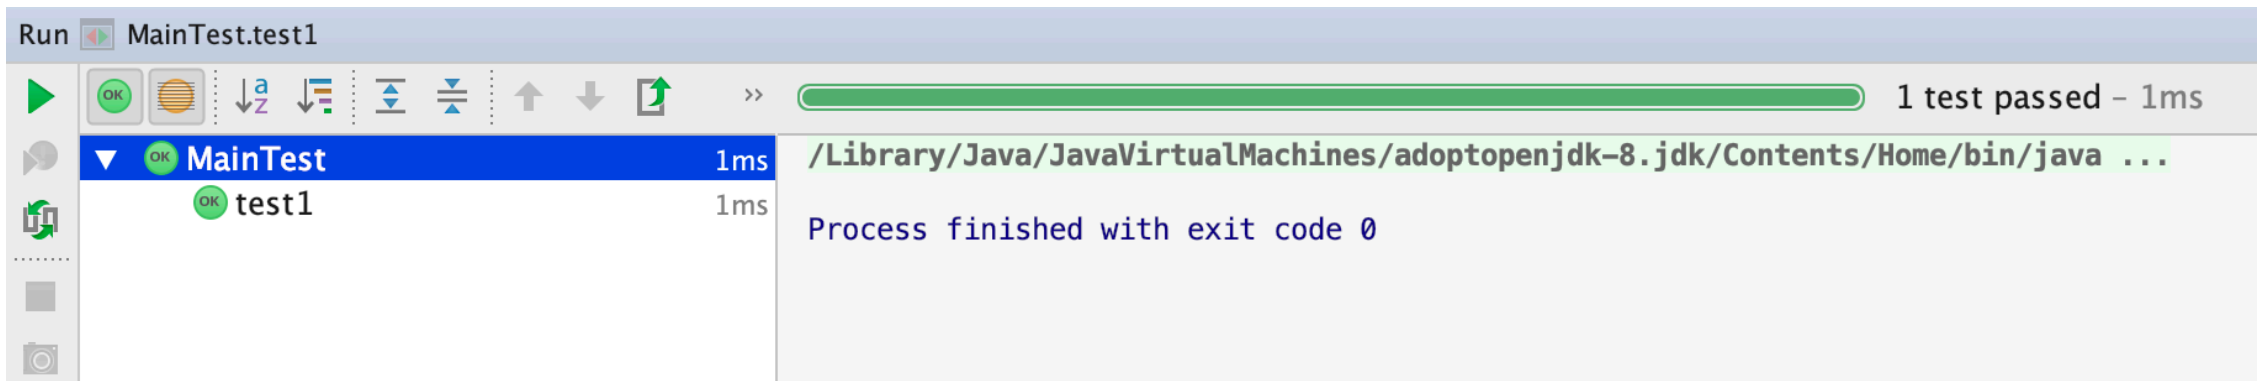 Run MainTest.test1
OK a z » 1 test passed – 1ms
OK MainTest 1ms
OK test1 1ms
/Library/Java/JavaVirtualMachines/adoptopenjdk-8.jdk/Contents/Home/bin/java ...
Process finished with exit code 0